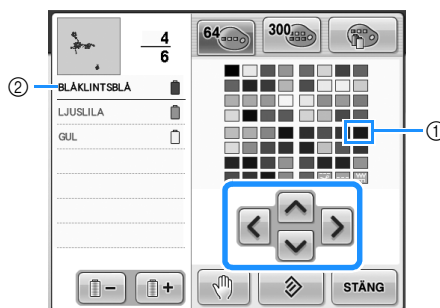 4
6
64
300
② BLÅKLINTSBLÅ
LJUSLILA
GUL
①
− +
STÄNG